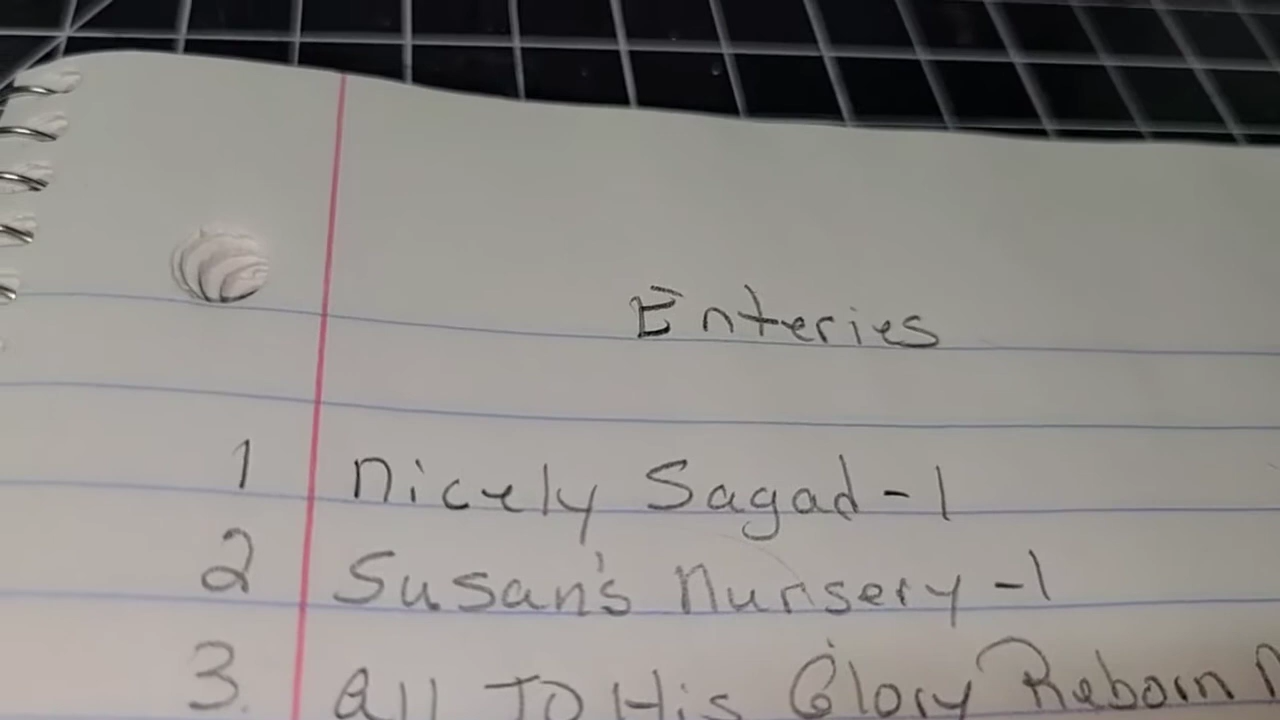 Enteries
1 Nicely Sagad - 1
2 Susan's Nursery - 1
3. All To His Glory Reborn